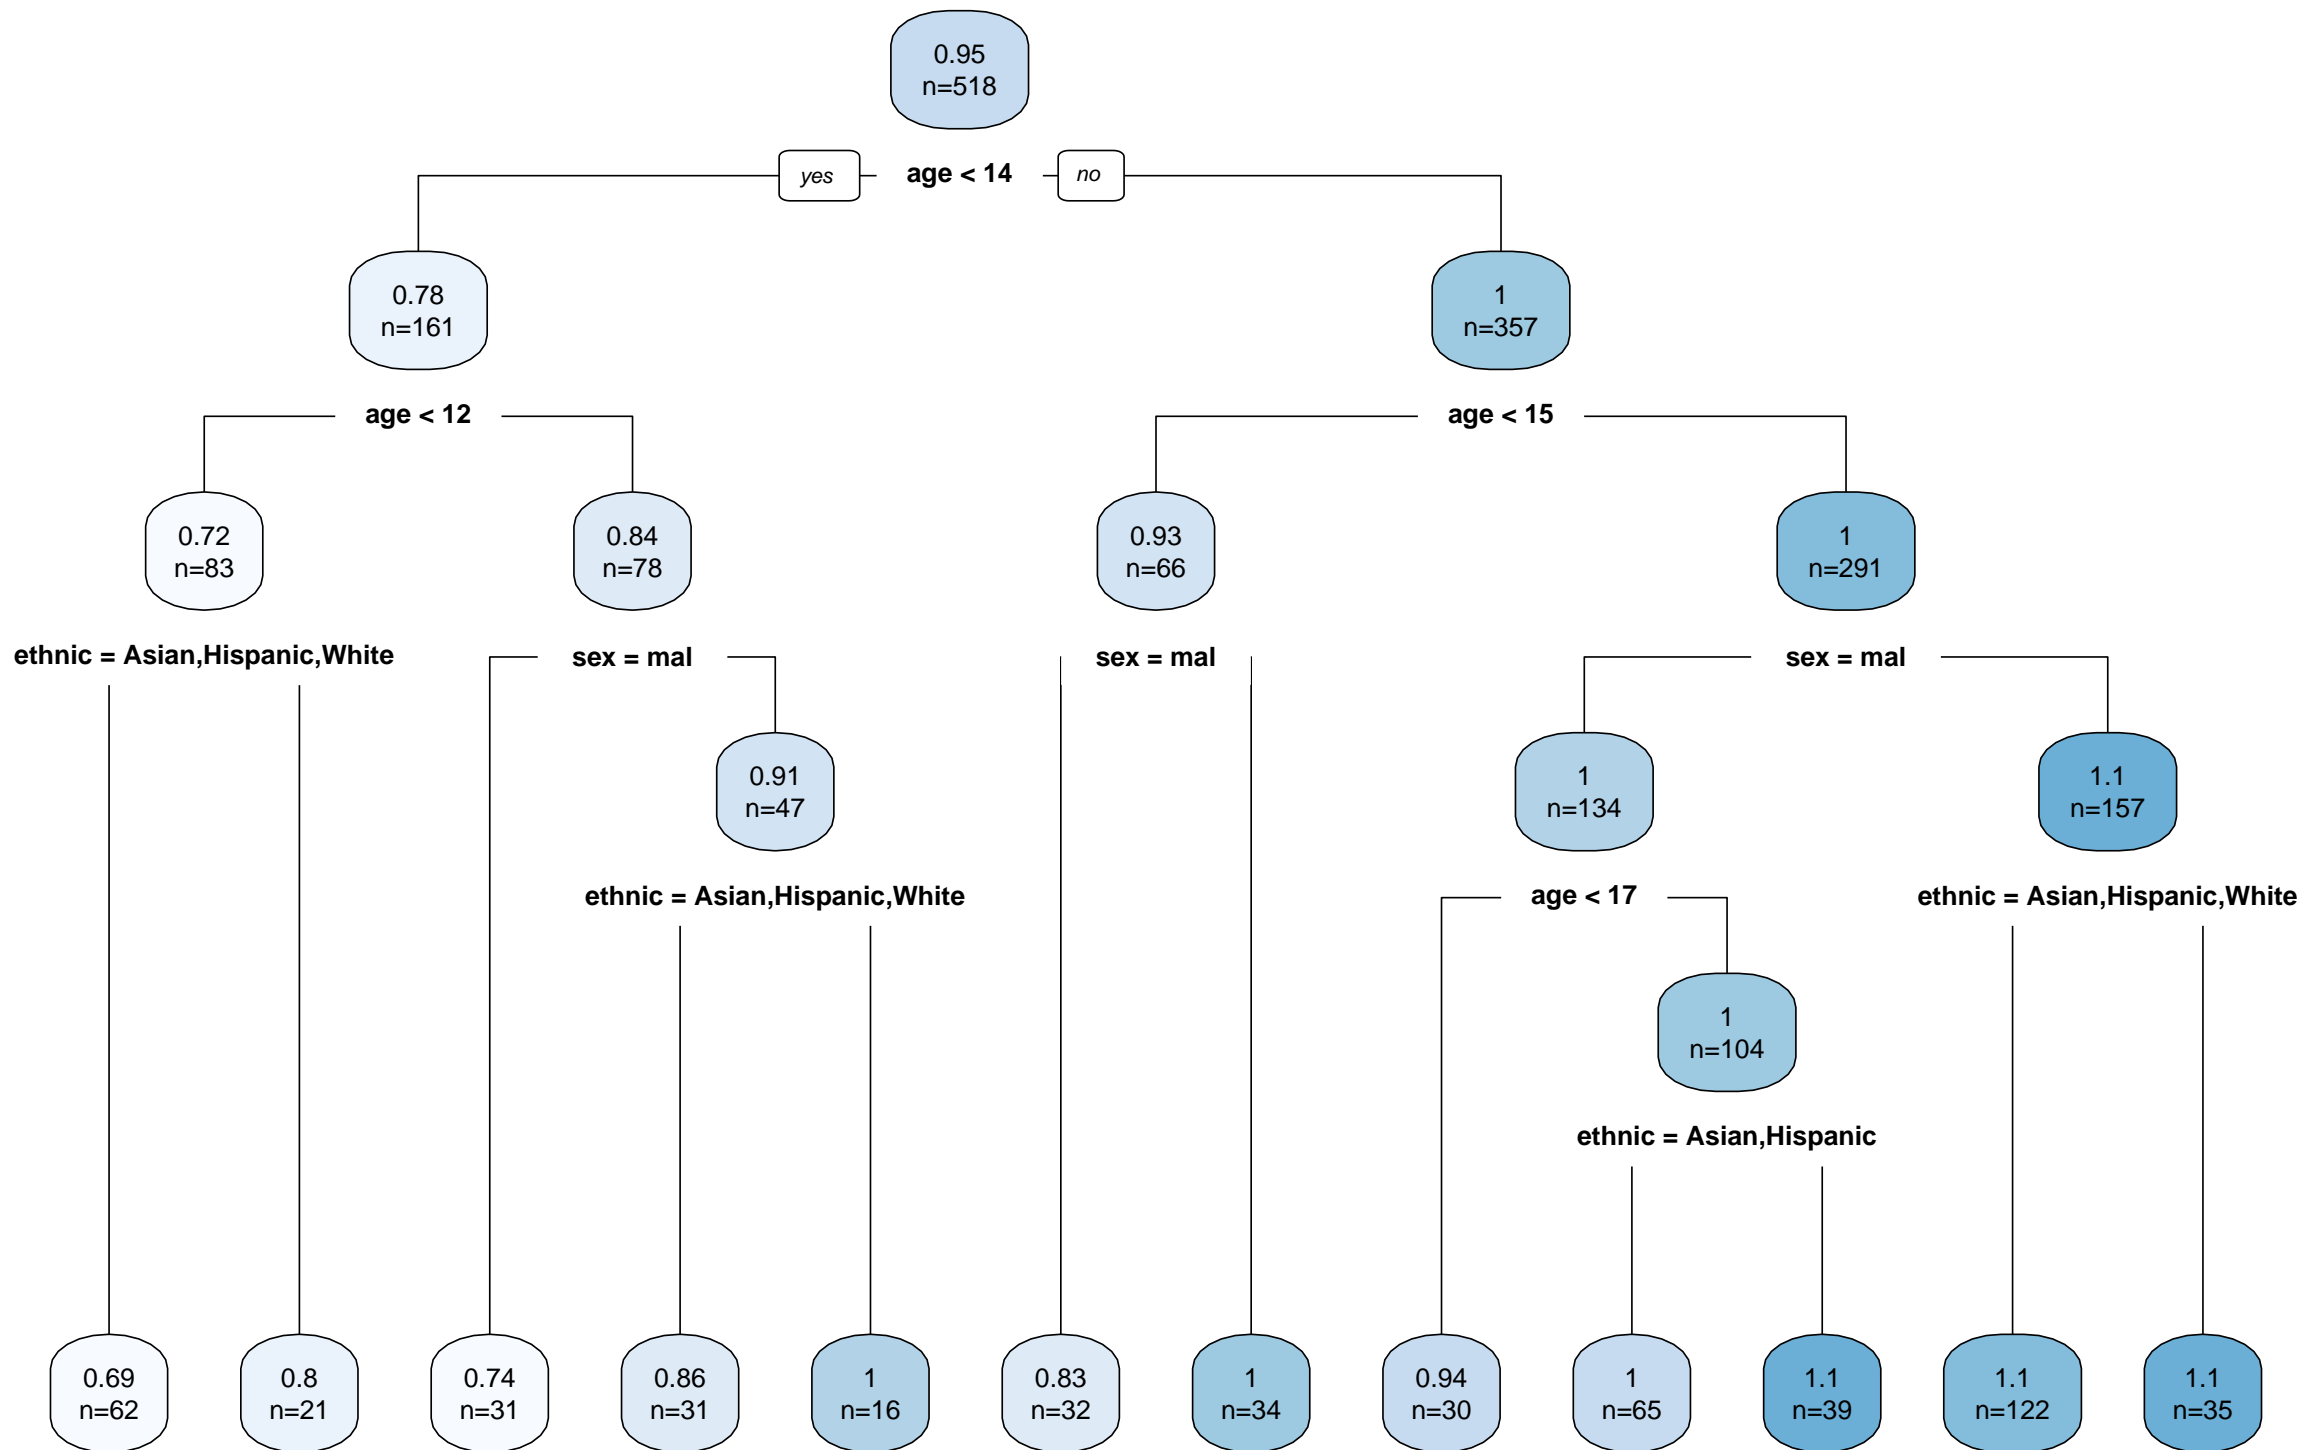 0.95
n=518
yes
age < 14
no
0.78
n=161
1
n=357
age < 12
age < 15
0.72
n=83
0.84
n=78
0.93
n=66
1
n=291
ethnic = Asian,Hispanic,White
sex = mal
sex = mal
sex = mal
0.91
n=47
1
n=134
1.1
n=157
ethnic = Asian,Hispanic,White
age < 17
ethnic = Asian,Hispanic,White
1
n=104
ethnic = Asian,Hispanic
0.69
n=62
0.8
n=21
0.74
n=31
0.86
n=31
1
n=16
0.83
n=32
1
n=34
0.94
n=30
1
n=65
1.1
n=39
1.1
n=122
1.1
n=35